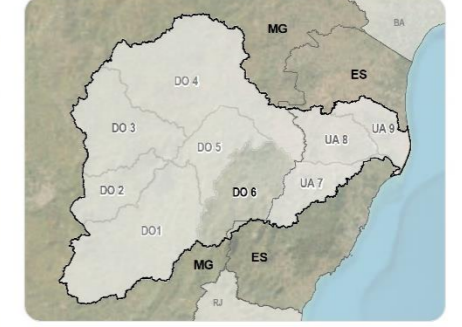 MG
BA
ES
DO 4
DO 3
DO 5
UA 8
UA 9
DO 2
DO 6
UA 7
DO1
MG
ES
RJ